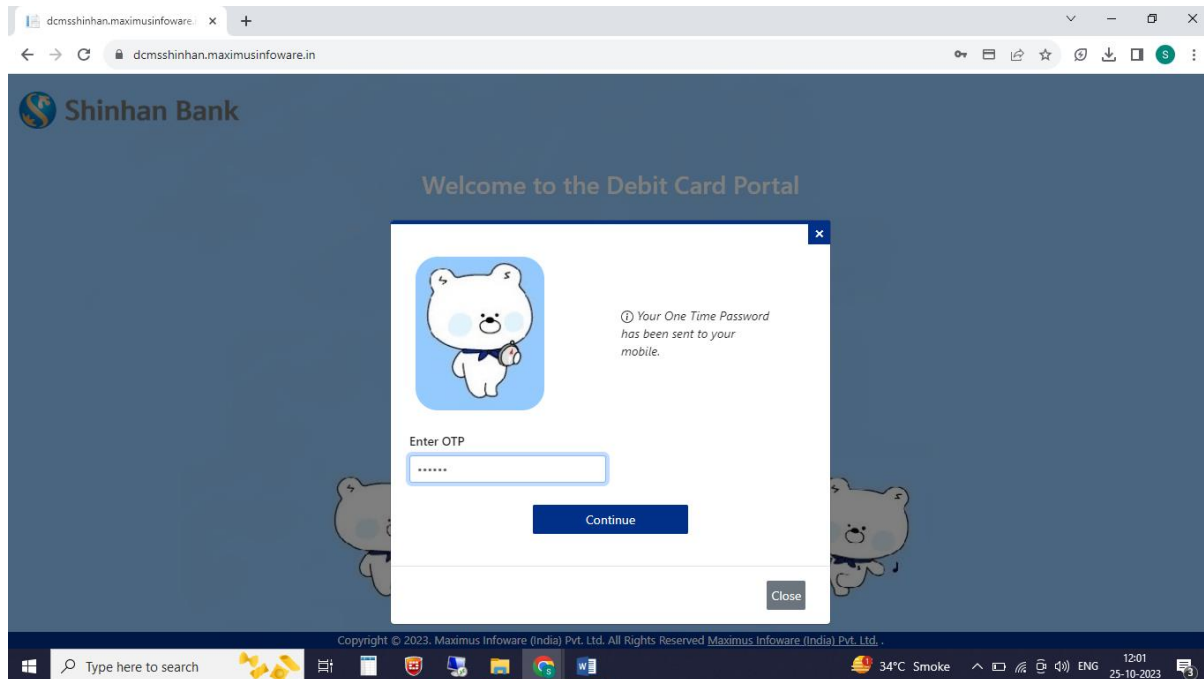 dcmsshinhan.maximusinfoware.
dcmsshinhan.maximusinfoware.in
S
Shinhan Bank
Welcome to the Debit Card Portal
Your One Time Password
has been sent to your
mobile.
Enter OTP
Continue
Close
Copyright © 2023. Maximus Infoware (India) Pvt. Ltd. All Rights Reserved Maximus Infoware (India) Pvt. Ltd. .
Type here to search
34°C Smoke
ENG
12:01
25-10-2023
3